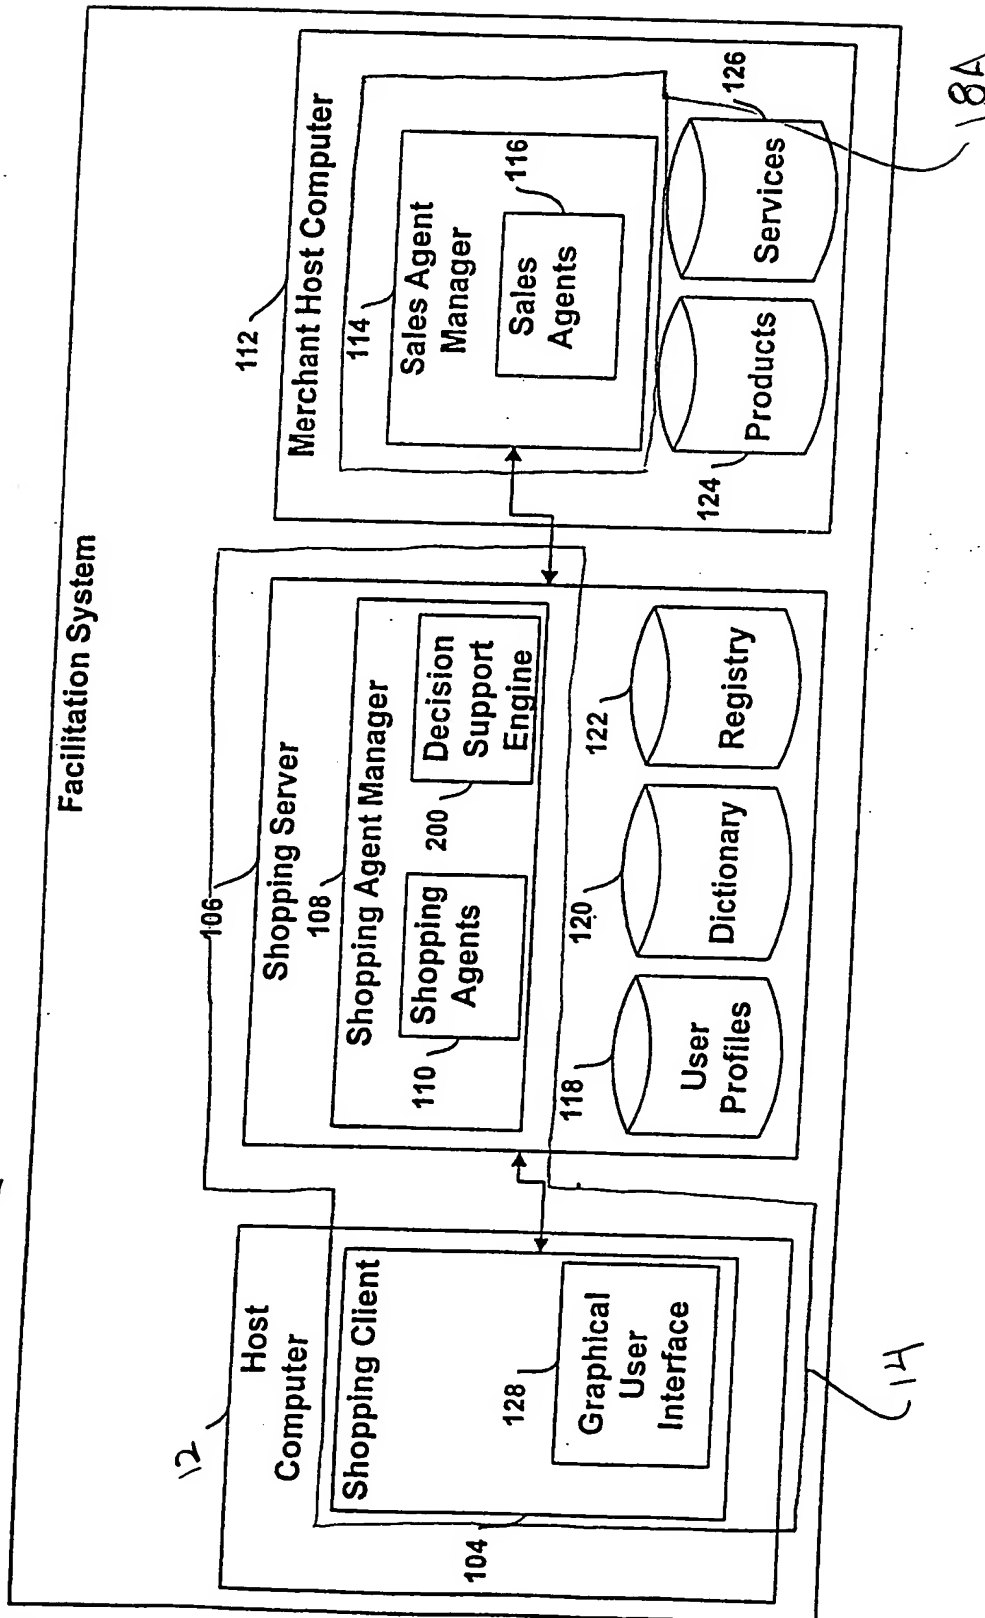 Facilitation System
12
Host
Computer
Shopping Client
104
128
Graphical
User
Interface
14
106
Shopping Server
108
Shopping Agent Manager
110
Shopping
Agents
200
Decision
Support
Engine
118
User
Profiles
120
Dictionary
122
Registry
112
Merchant Host Computer
114
Sales Agent
Manager
116
Sales
Agents
124
Products
126
Services
18A